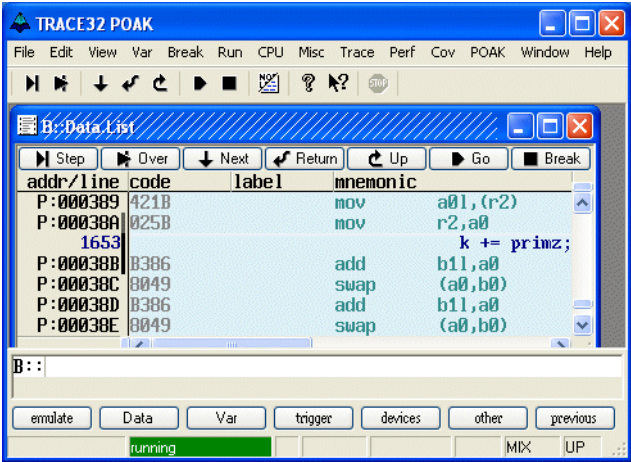 TRACE32 POAK
File Edit View Var Break Run CPU Misc Trace Perf Cov POAK Window Help
STOP
B::Data.List
Step Over Next Return Up Go Break
addr/line code label mnemonic
P:000389 421B mov a0l,(r2)
P:00038A 025B mov r2,a0
1653 k += primz;
P:00038B B386 add b1l,a0
P:00038C 8049 swap (a0,b0)
P:00038D B386 add b1l,a0
P:00038E 8049 swap (a0,b0)
B::
emulate Data Var trigger devices other previous
running MIX UP